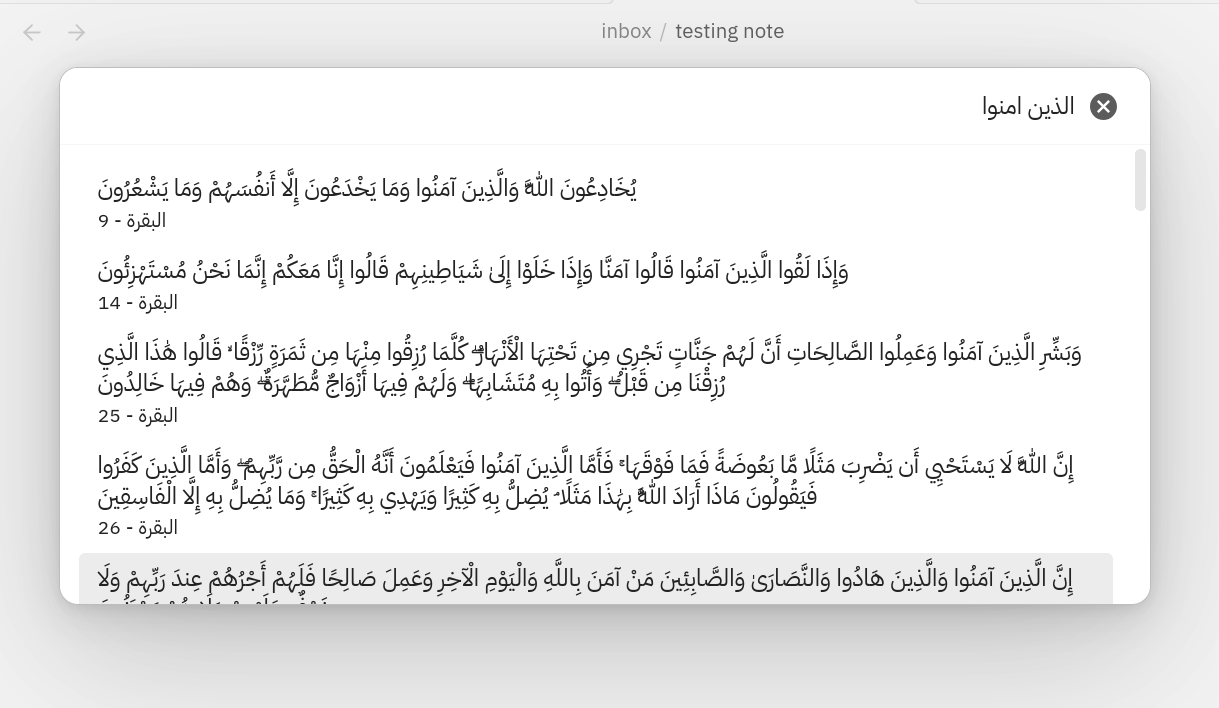 inbox / testing note
الذين امنوا
يُخَادِعُونَ اللَّهَ وَالَّذِينَ آمَنُوا وَمَا يَخْدَعُونَ إِلَّا أَنفُسَهُمْ وَمَا يَشْعُرُونَ
البقرة - 9
وَإِذَا لَقُوا الَّذِينَ آمَنُوا قَالُوا آمَنَّا وَإِذَا خَلَوْا إِلَىٰ شَيَاطِينِهِمْ قَالُوا إِنَّا مَعَكُمْ إِنَّمَا نَحْنُ مُسْتَهْزِئُونَ
البقرة - 14
وَبَشِّرِ الَّذِينَ آمَنُوا وَعَمِلُوا الصَّالِحَاتِ أَنَّ لَهُمْ جَنَّاتٍ تَجْرِي مِن تَحْتِهَا الْأَنْهَارُ ۖ كُلَّمَا رُزِقُوا مِنْهَا مِن ثَمَرَةٍ رِّزْقًا ۙ قَالُوا هَٰذَا الَّذِي
رُزِقْنَا مِن قَبْلُ ۖ وَأُتُوا بِهِ مُتَشَابِهًا ۖ وَلَهُمْ فِيهَا أَزْوَاجٌ مُّطَهَّرَةٌ ۖ وَهُمْ فِيهَا خَالِدُونَ
البقرة - 25
إِنَّ اللَّهَ لَا يَسْتَحْيِي أَن يَضْرِبَ مَثَلًا مَّا بَعُوضَةً فَمَا فَوْقَهَا ۚ فَأَمَّا الَّذِينَ آمَنُوا فَيَعْلَمُونَ أَنَّهُ الْحَقُّ مِن رَّبِّهِمْ ۖ وَأَمَّا الَّذِينَ كَفَرُوا
فَيَقُولُونَ مَاذَا أَرَادَ اللَّهُ بِهَٰذَا مَثَلًا ۘ يُضِلُّ بِهِ كَثِيرًا وَيَهْدِي بِهِ كَثِيرًا ۚ وَمَا يُضِلُّ بِهِ إِلَّا الْفَاسِقِينَ
البقرة - 26
إِنَّ الَّذِينَ آمَنُوا وَالَّذِينَ هَادُوا وَالنَّصَارَىٰ وَالصَّابِئِينَ مَنْ آمَنَ بِاللَّهِ وَالْيَوْمِ الْآخِرِ وَعَمِلَ صَالِحًا فَلَهُمْ أَجْرُهُمْ عِندَ رَبِّهِمْ وَلَا